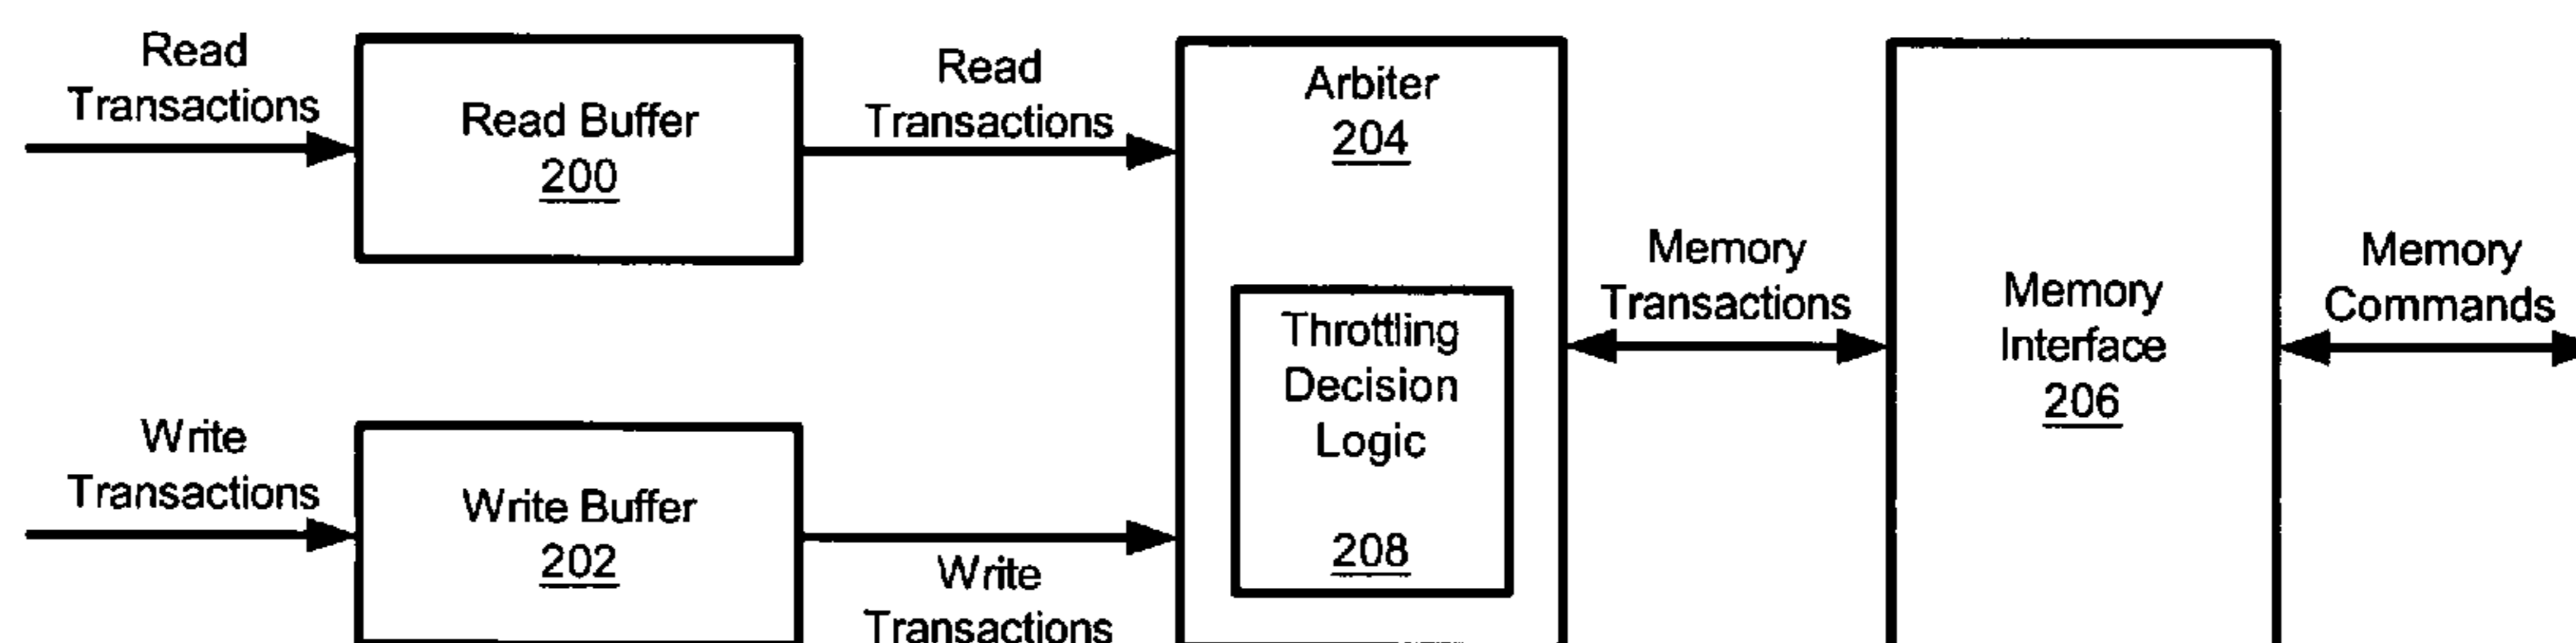 Read
Transactions
Read Buffer
200
Read
Transactions
Arbiter
204
Throttling
Decision
Logic
208
Memory
Transactions
Memory
Interface
206
Memory
Commands
Write
Transactions
Write Buffer
202
Write
Transactions